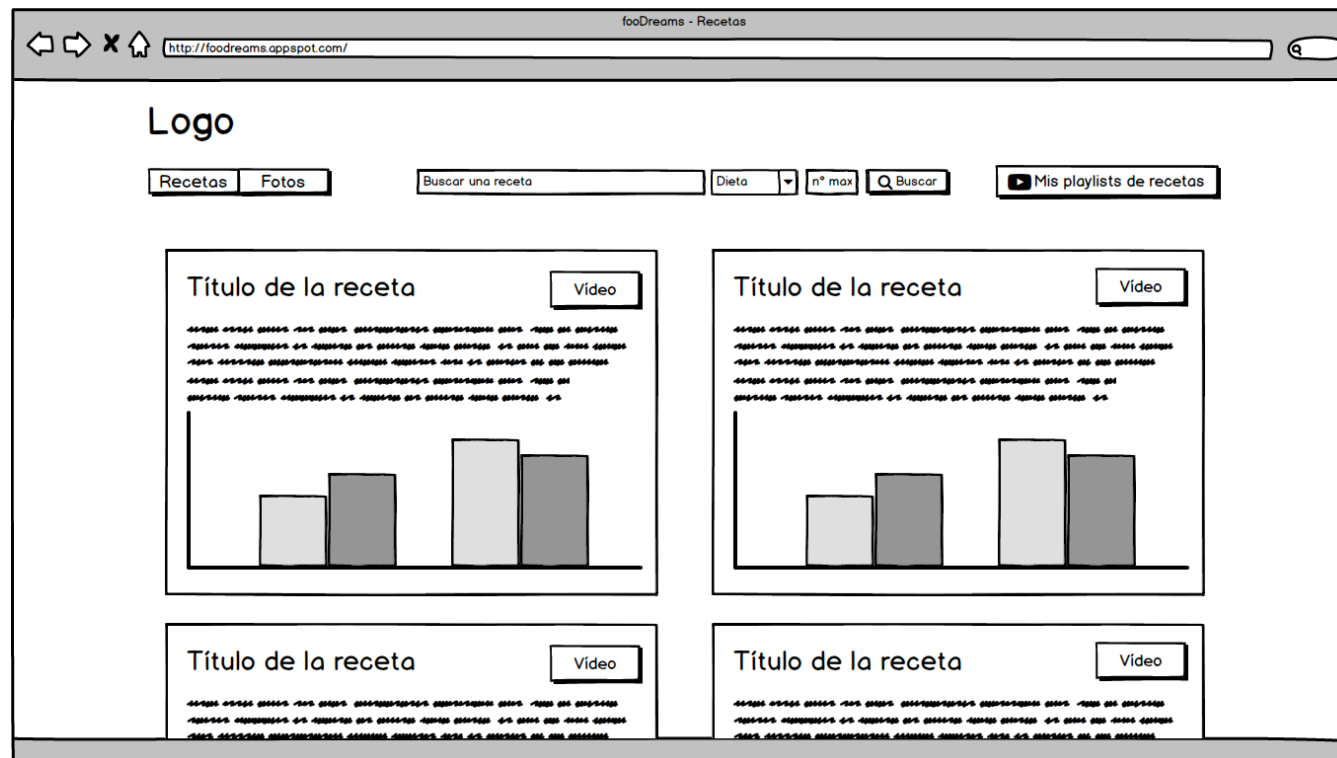 fooDreams - Recetas
http://foodreams.appspot.com/
Logo
Recetas Fotos Buscar una receta Dieta n° max Buscar Mis playlists de recetas
Título de la receta Vídeo Título de la receta Vídeo
Título de la receta Vídeo Título de la receta Vídeo